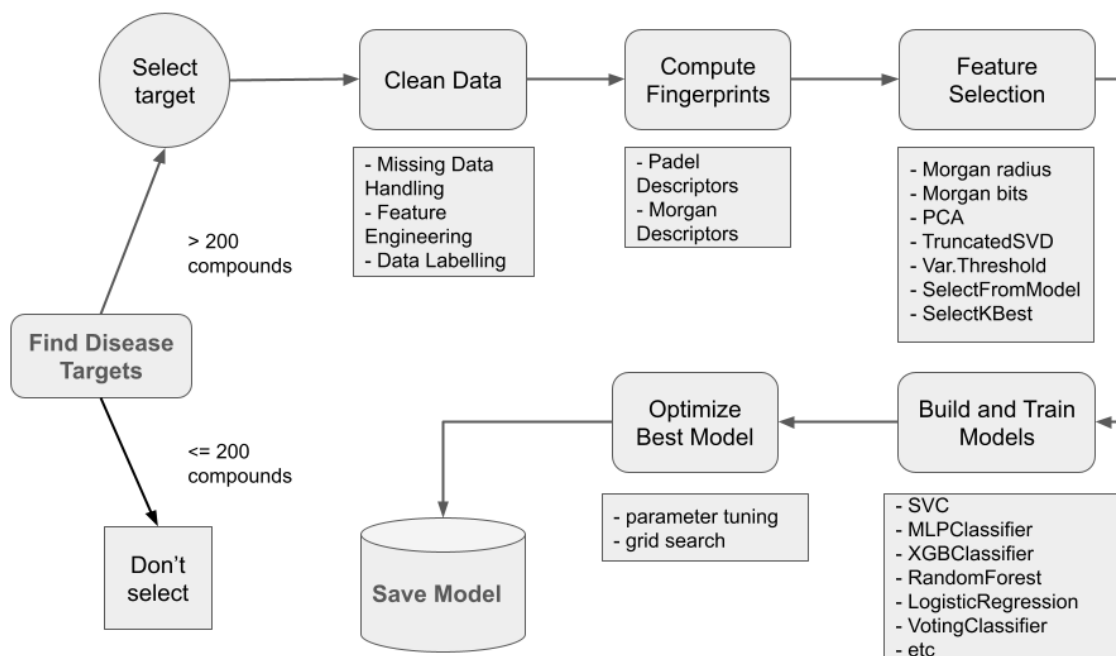 Select
target
Clean Data
Compute
Fingerprints
Feature
Selection
- Missing Data
Handling
- Feature
Engineering
- Data Labelling
- Padel
Descriptors
- Morgan
Descriptors
- Morgan radius
- Morgan bits
- PCA
- TruncatedSVD
- Var.Threshold
- SelectFromModel
- SelectKBest
> 200
compounds
Find Disease
Targets
<= 200
compounds
Don't
select
Build and Train
Models
- SVC
- MLPClassifier
- XGBClassifier
- RandomForest
- LogisticRegression
- VotingClassifier
- etc
Optimize
Best Model
- parameter tuning
- grid search
Save Model